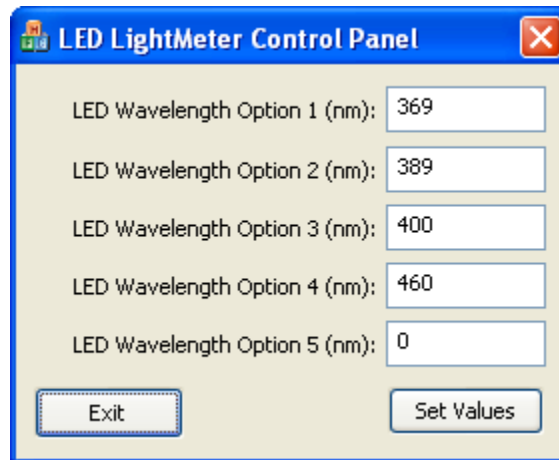 LED LightMeter Control Panel
LED Wavelength Option 1 (nm): 369
LED Wavelength Option 2 (nm): 389
LED Wavelength Option 3 (nm): 400
LED Wavelength Option 4 (nm): 460
LED Wavelength Option 5 (nm): 0
Exit Set Values